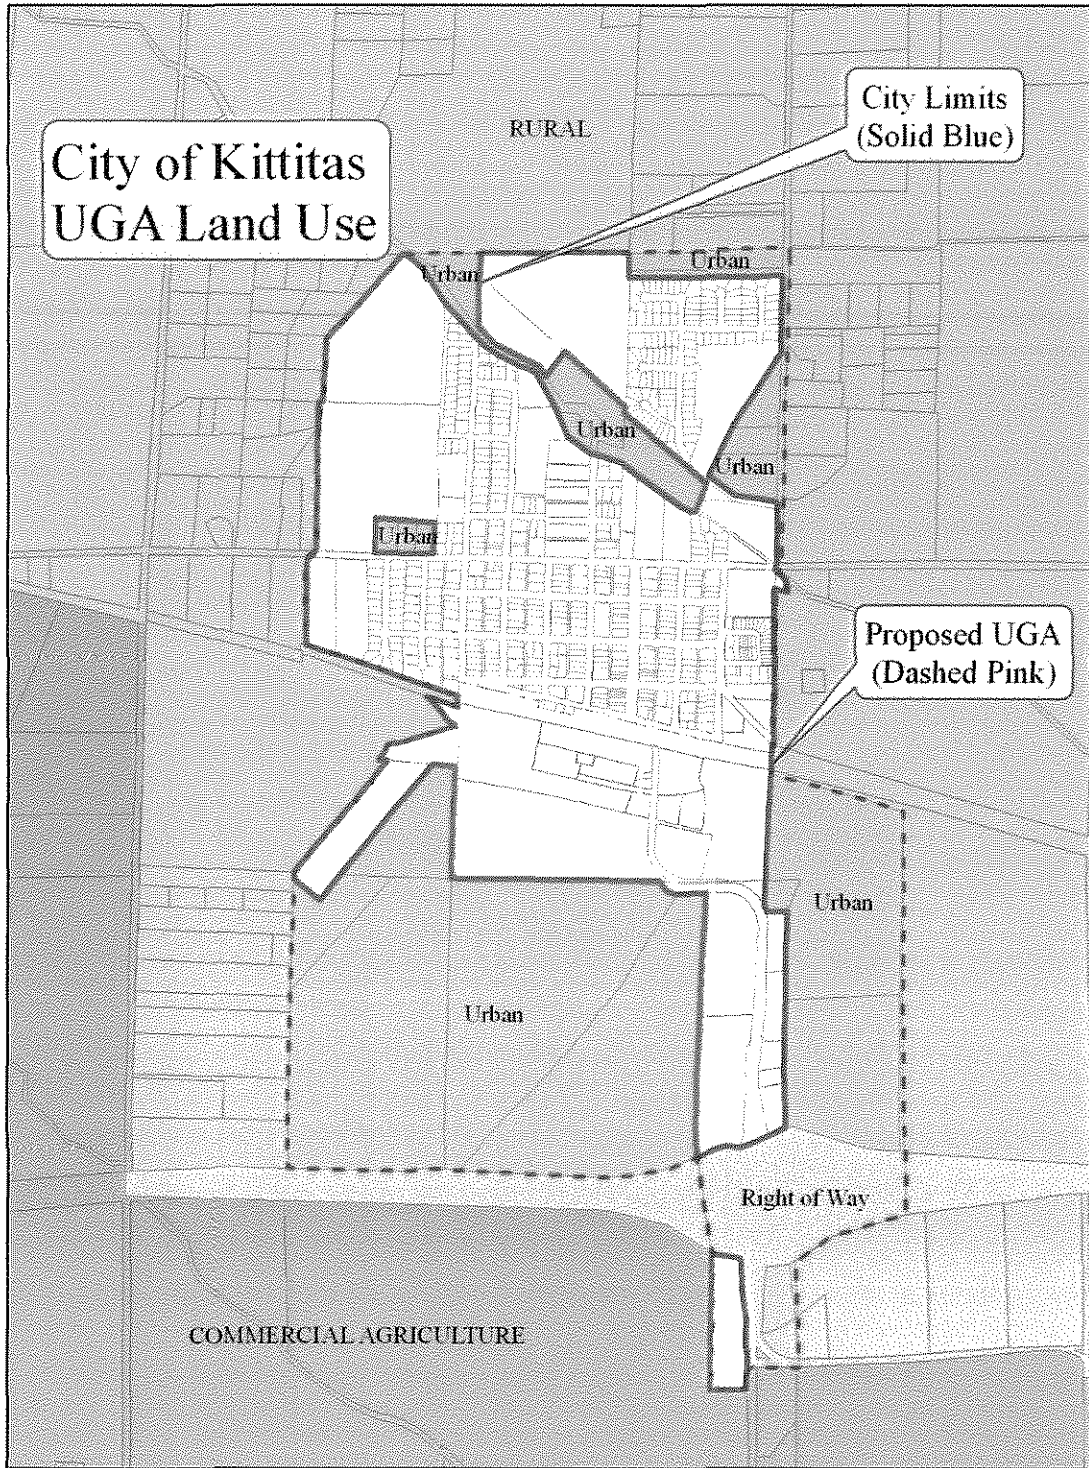 RURAL
City Limits
(Solid Blue)
City of Kittitas
UGA Land Use
Urban
Urban
Urban
Urban
Urban
Proposed UGA
(Dashed Pink)
Urban
Urban
Right of Way
COMMERCIAL AGRICULTURE